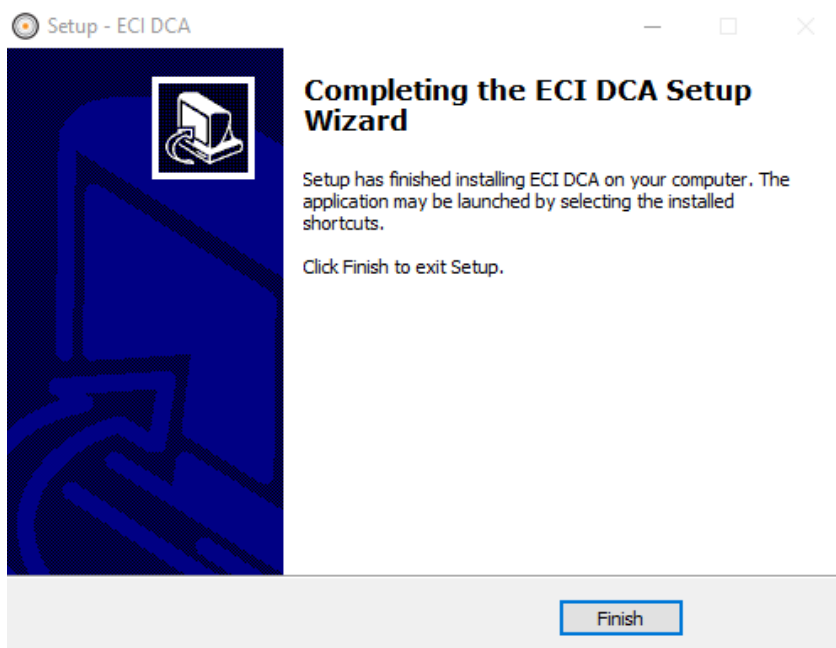 Setup - ECI DCA
Completing the ECI DCA Setup
Wizard
Setup has finished installing ECI DCA on your computer. The
application may be launched by selecting the installed
shortcuts.
Click Finish to exit Setup.
Finish